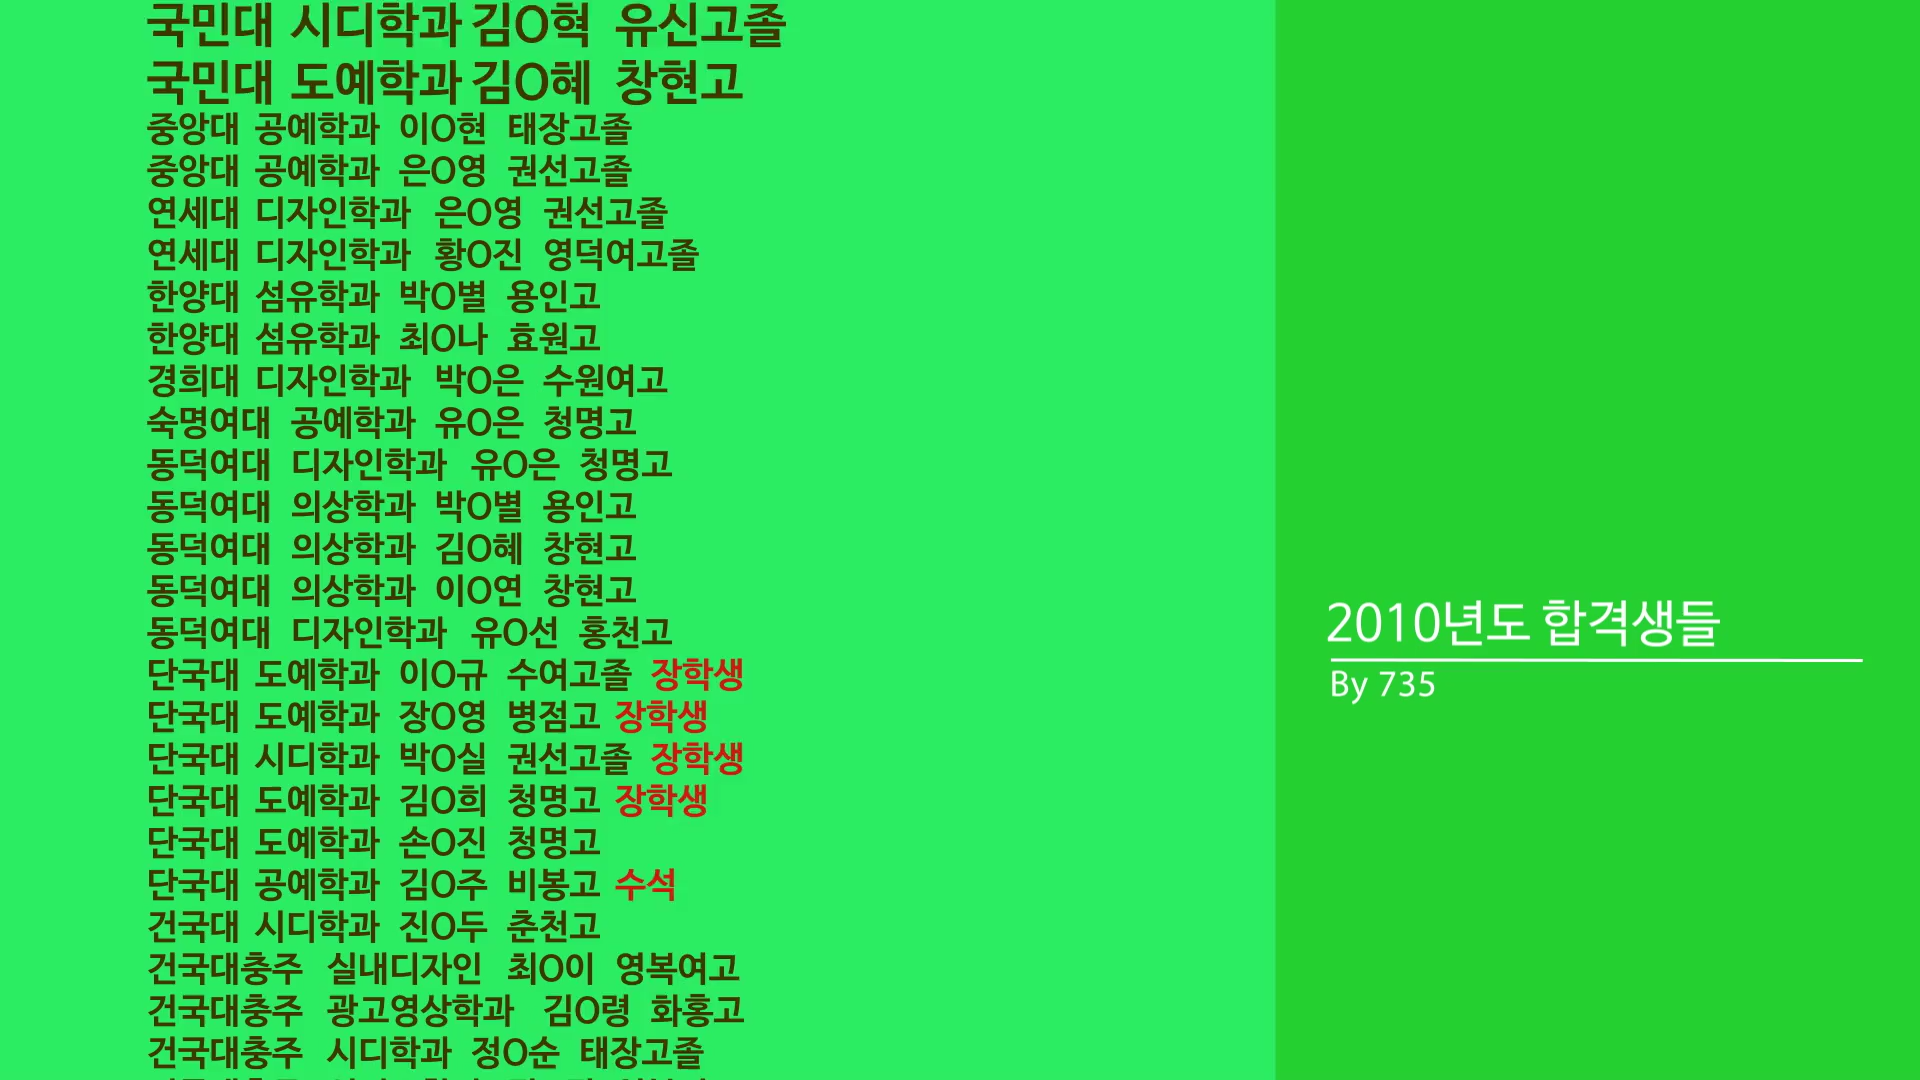 국민대 시디학과 김O혁 유신고졸
국민대 도예학과 김O혜 창현고
중앙대 공예학과 이O현 태장고졸
중앙대 공예학과 은O영 권선고졸
연세대 디자인학과 은O영 권선고졸
연세대 디자인학과 황O진 영덕여고졸
한양대 섬유학과 박O별 용인고
한양대 섬유학과 최O나 효원고
경희대 디자인학과 박O은 수원여고
숙명여대 공예학과 유O은 청명고
동덕여대 디자인학과 유O은 청명고
동덕여대 의상학과 박O별 용인고
동덕여대 의상학과 김O혜 창현고
동덕여대 의상학과 이O연 창현고
동덕여대 디자인학과 유O선 홍천고
단국대 도예학과 이O규 수여고졸 장학생
단국대 도예학과 장O영 병점고 장학생
단국대 시디학과 박O실 권선고졸 장학생
단국대 도예학과 김O희 청명고 장학생
단국대 도예학과 손O진 청명고
단국대 공예학과 김O주 비봉고 수석
건국대 시디학과 진O두 춘천고
건국대충주 실내디자인 최O이 영복여고
건국대충주 광고영상학과 김O령 화홍고
건국대충주 시디학과 정O순 태장고졸
2010년도 합격생들
By 735